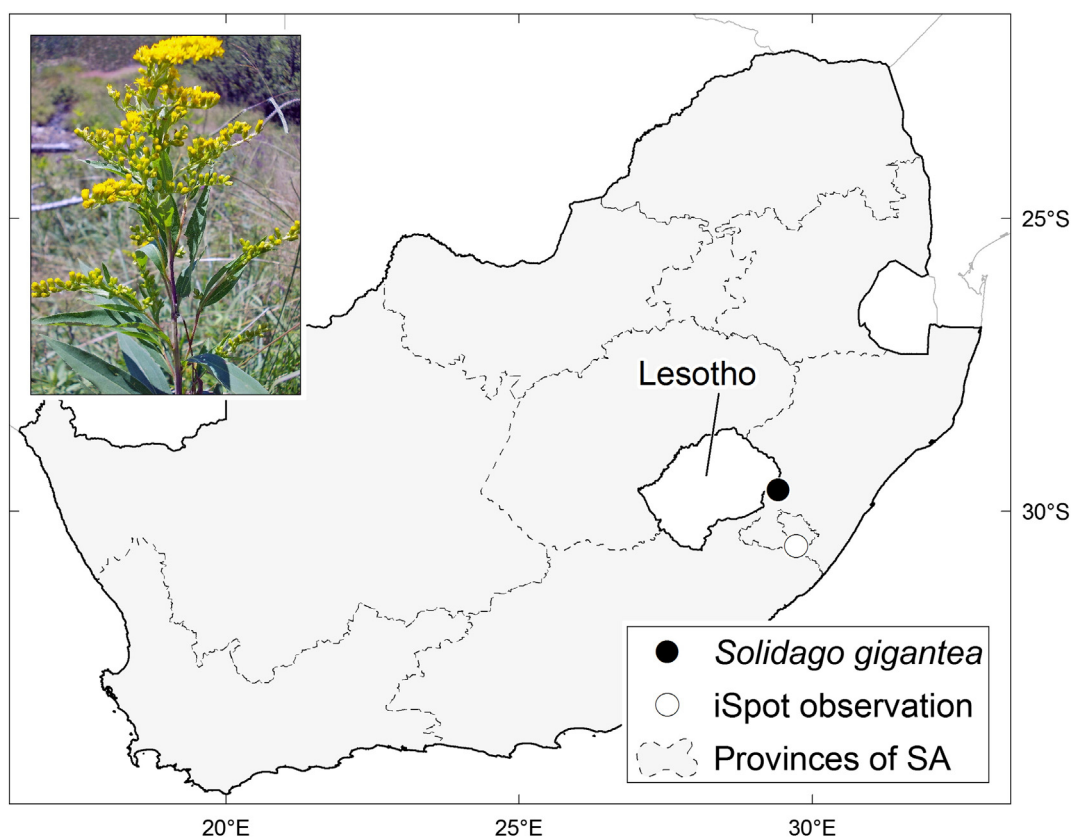 25°S
Lesotho
30°S
Solidago gigantea
iSpot observation
Provinces of SA
20°E
25°E
30°E